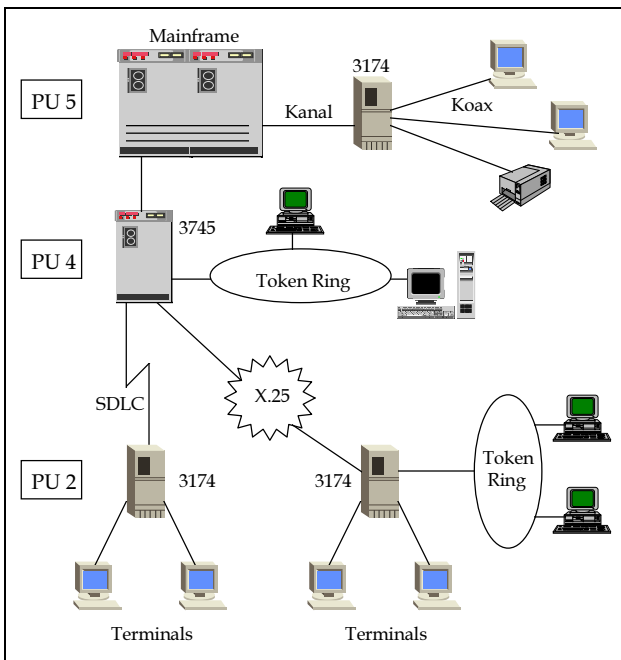 Mainframe
3174
PU 5
Kanal
Koax
3745
PU 4
Token Ring
SDLC
X.25
Token
Ring
PU 2
3174
3174
Terminals
Terminals